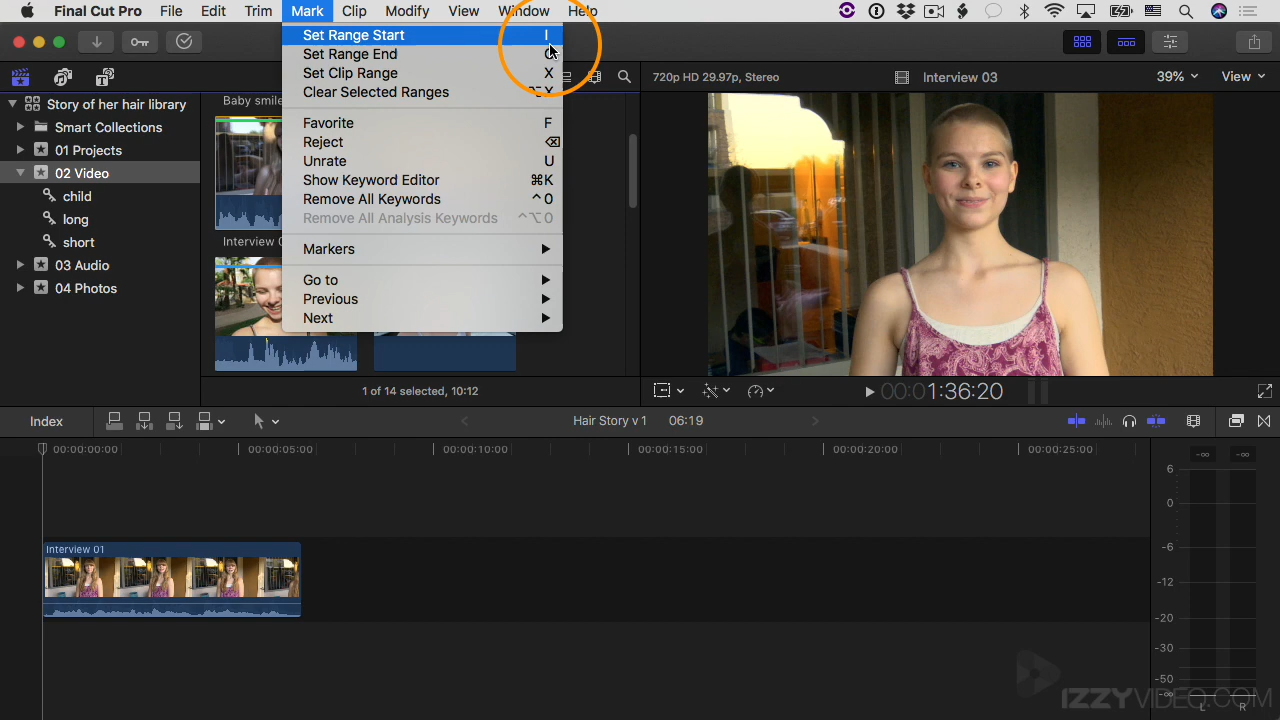 Final Cut Pro File Edit Trim Mark Clip Modify View Window Help
Set Range Start I
Set Range End
Set Clip Range X
Clear Selected Ranges ⌥X
Favorite F
Reject ⌫
Unrate U
Show Keyword Editor ⌘K
Remove All Keywords ^0
Remove All Analysis Keywords ^⌥0
Markers
Go to
Previous
Next
Story of her hair library
Smart Collections
01 Projects
02 Video
child
long
short
03 Audio
04 Photos
Baby smile
Interview 0
1 of 14 selected, 10:12
720p HD 29.97p, Stereo Interview 03 39% View
00:01:36:20
Index Hair Story v 1 06:19
00:00:00:00 00:00:05:00 00:00:10:00 00:00:15:00 00:00:20:00 00:00:25:00
Interview 01
-∞ -∞
6
0
-6
-12
-20
-30
-50
-∞
L R
IZZYVIDEO.COM